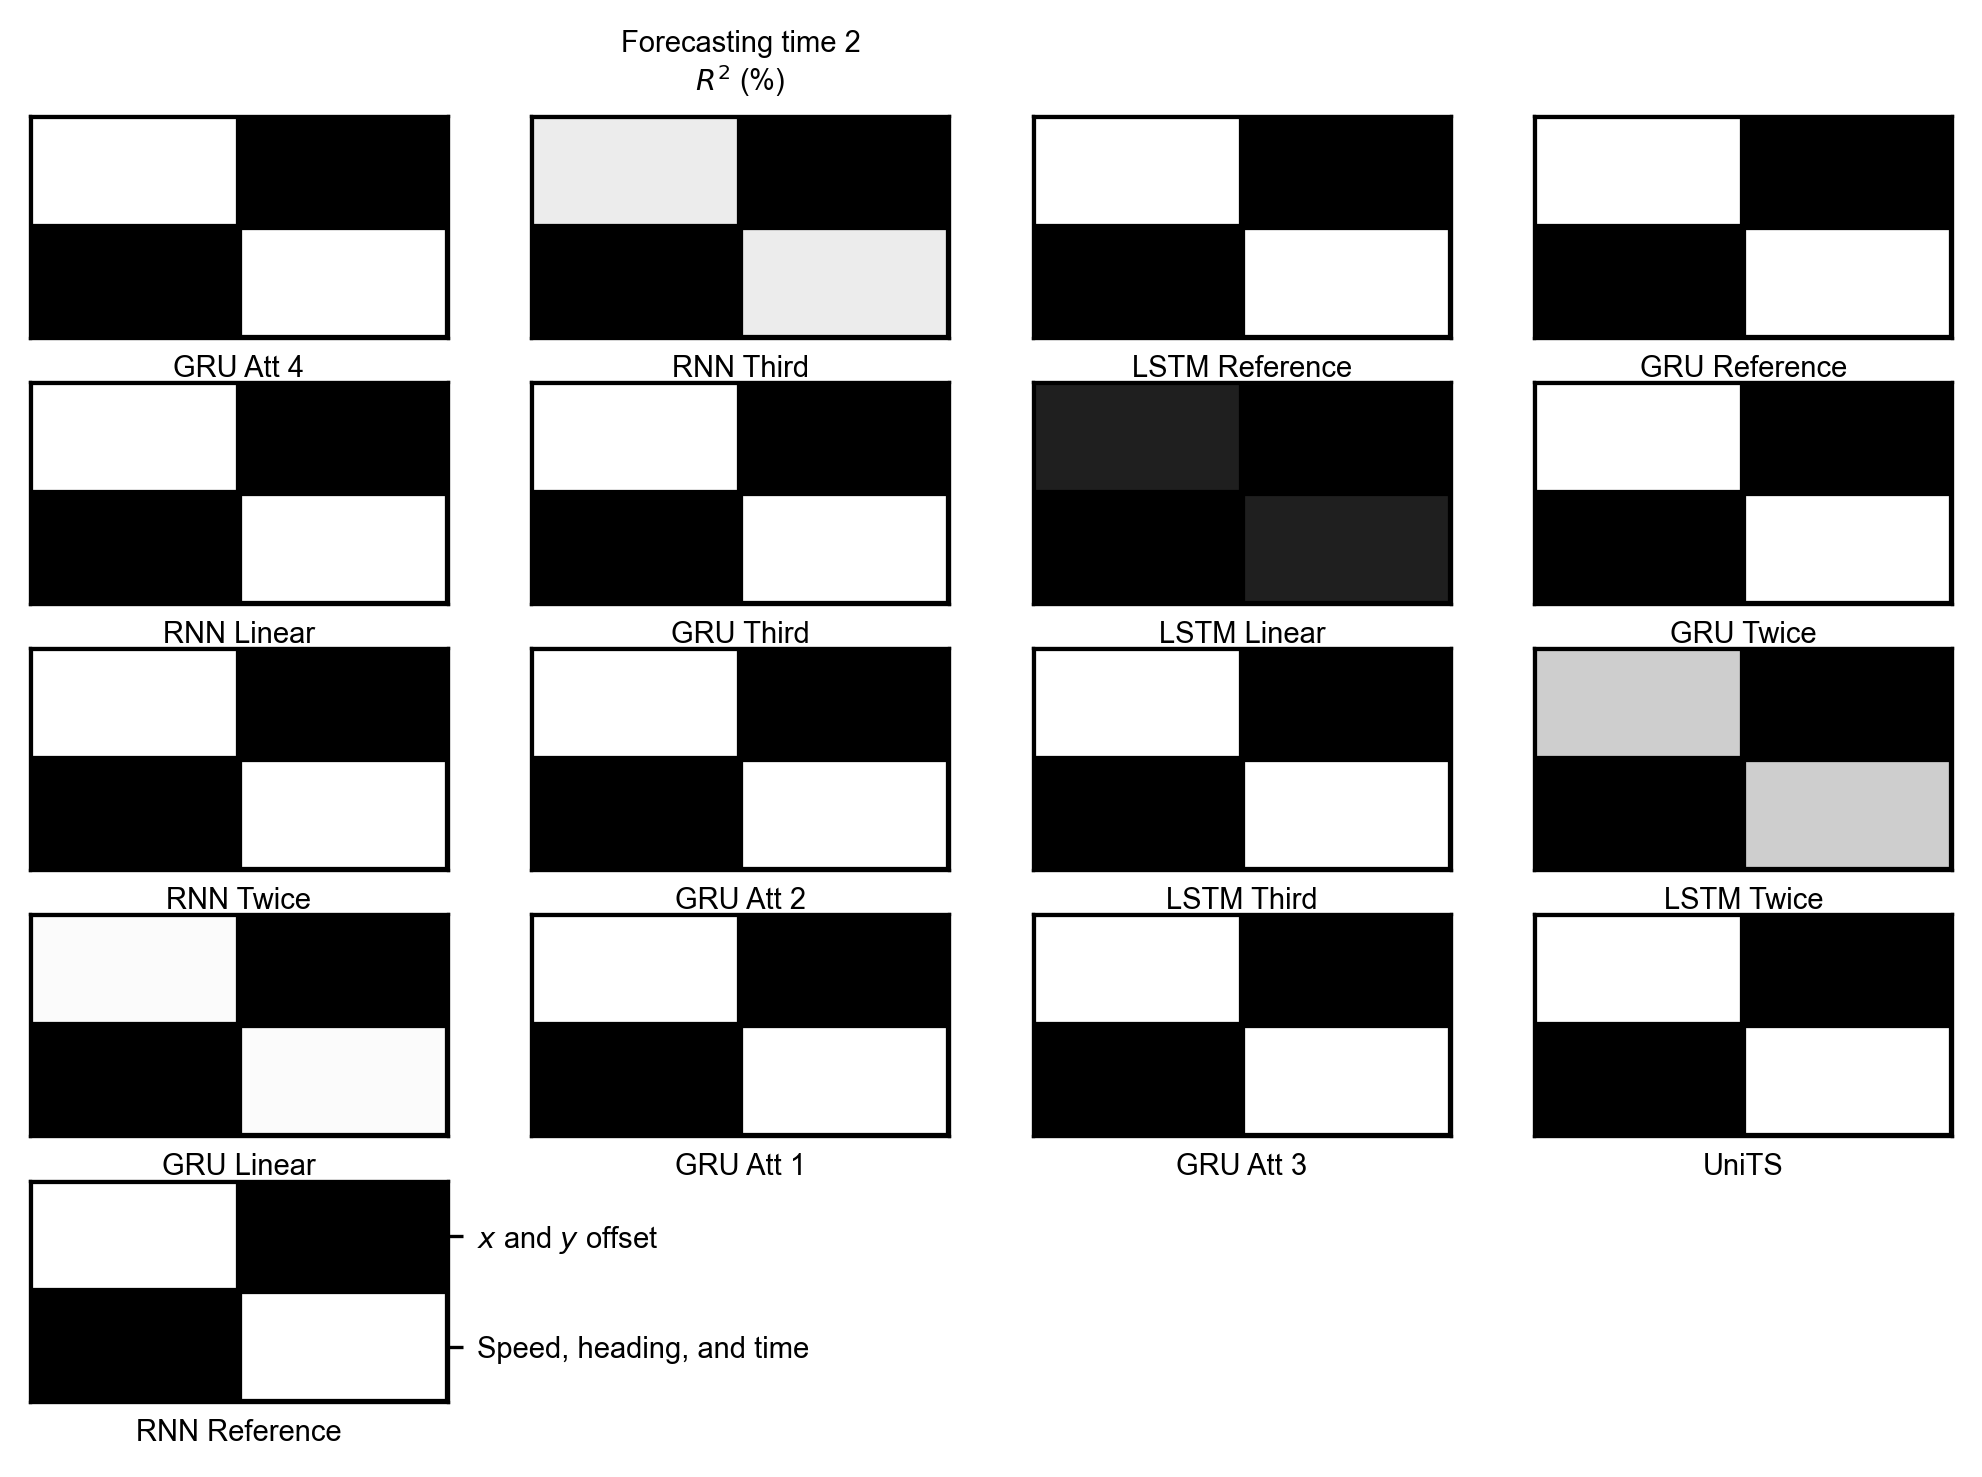 Forecasting time 2
R² (%)
GRU Att 4
RNN Third
LSTM Reference
GRU Reference
RNN Linear
GRU Third
LSTM Linear
GRU Twice
RNN Twice
GRU Att 2
LSTM Third
LSTM Twice
GRU Linear
GRU Att 1
GRU Att 3
UniTS
x and y offset
Speed, heading, and time
RNN Reference